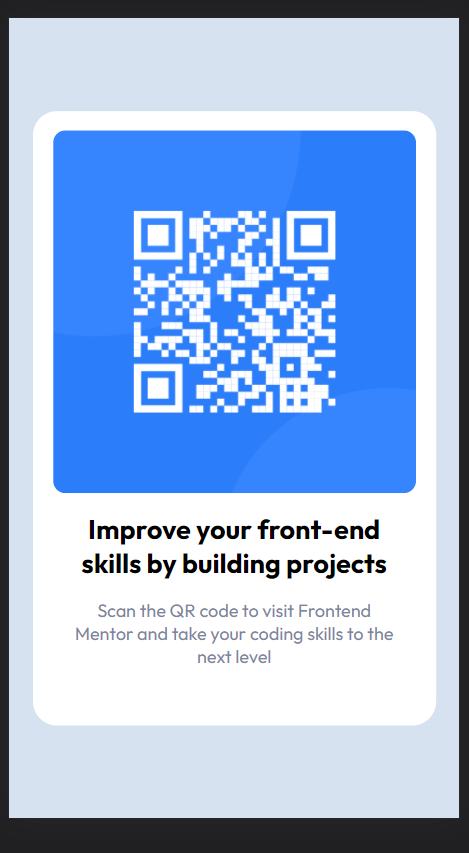 Improve your front-end
skills by building projects
Scan the QR code to visit Frontend
Mentor and take your coding skills to the
next level